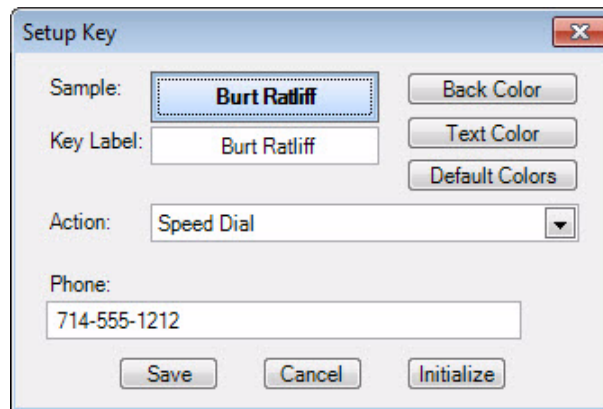 Setup Key
Sample: Burt Ratliff Back Color
Key Label: Burt Ratliff Text Color
Default Colors
Action: Speed Dial
Phone:
714-555-1212
Save Cancel Initialize